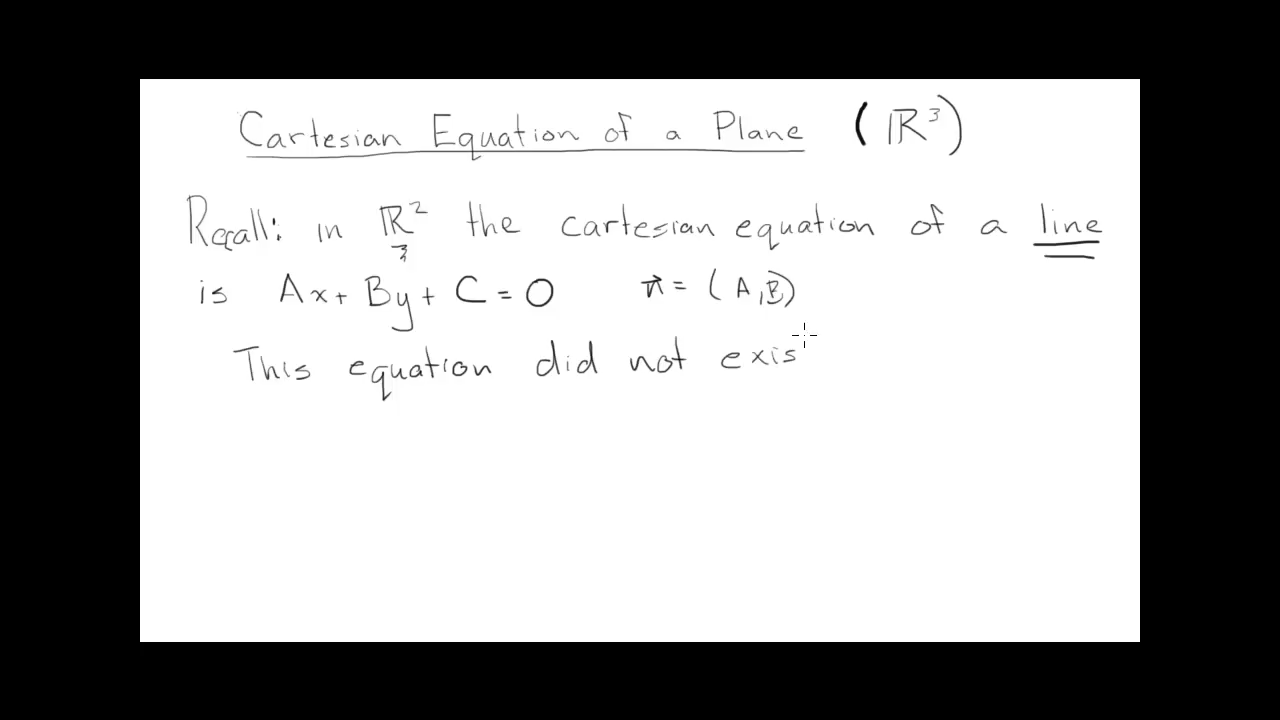 Cartesian Equation of a Plane (ℝ³)
Recall: in ℝ² the cartesian equation of a line
3
is Ax + By + C = 0 n⃗ = (A, B)
This equation did not exis